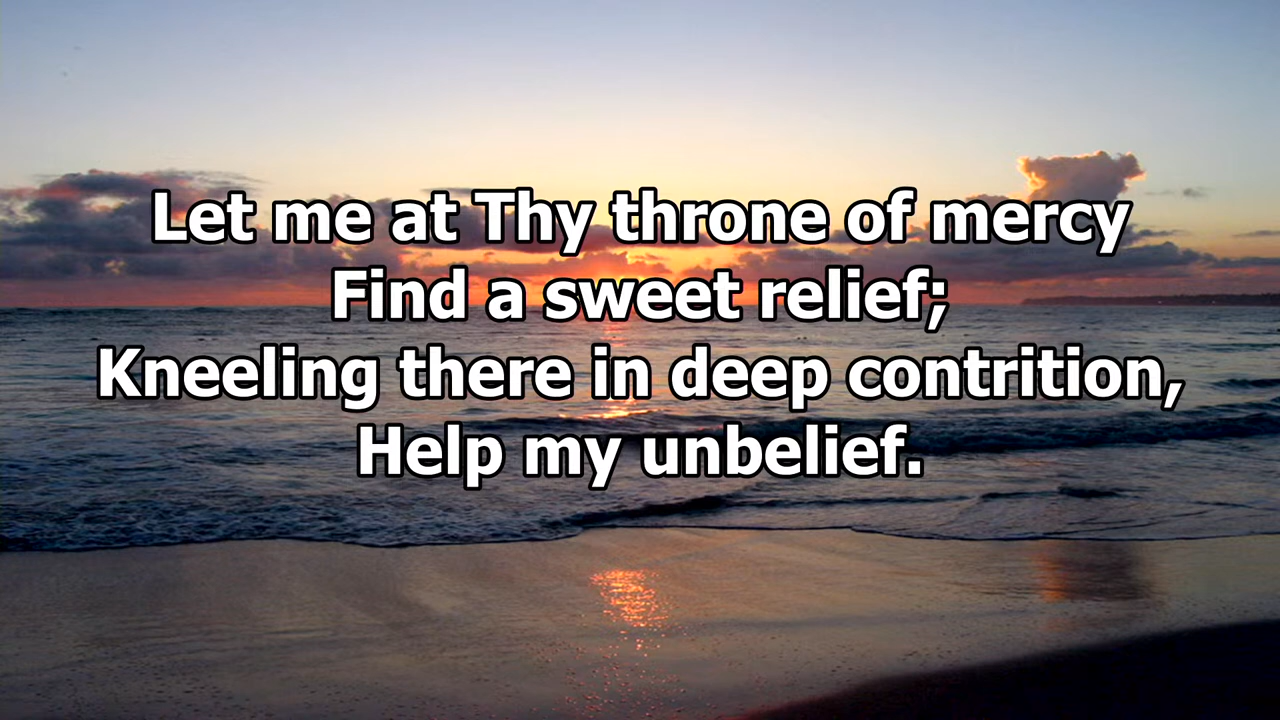 Let me at Thy throne of mercy
Find a sweet relief;
Kneeling there in deep contrition,
Help my unbelief.